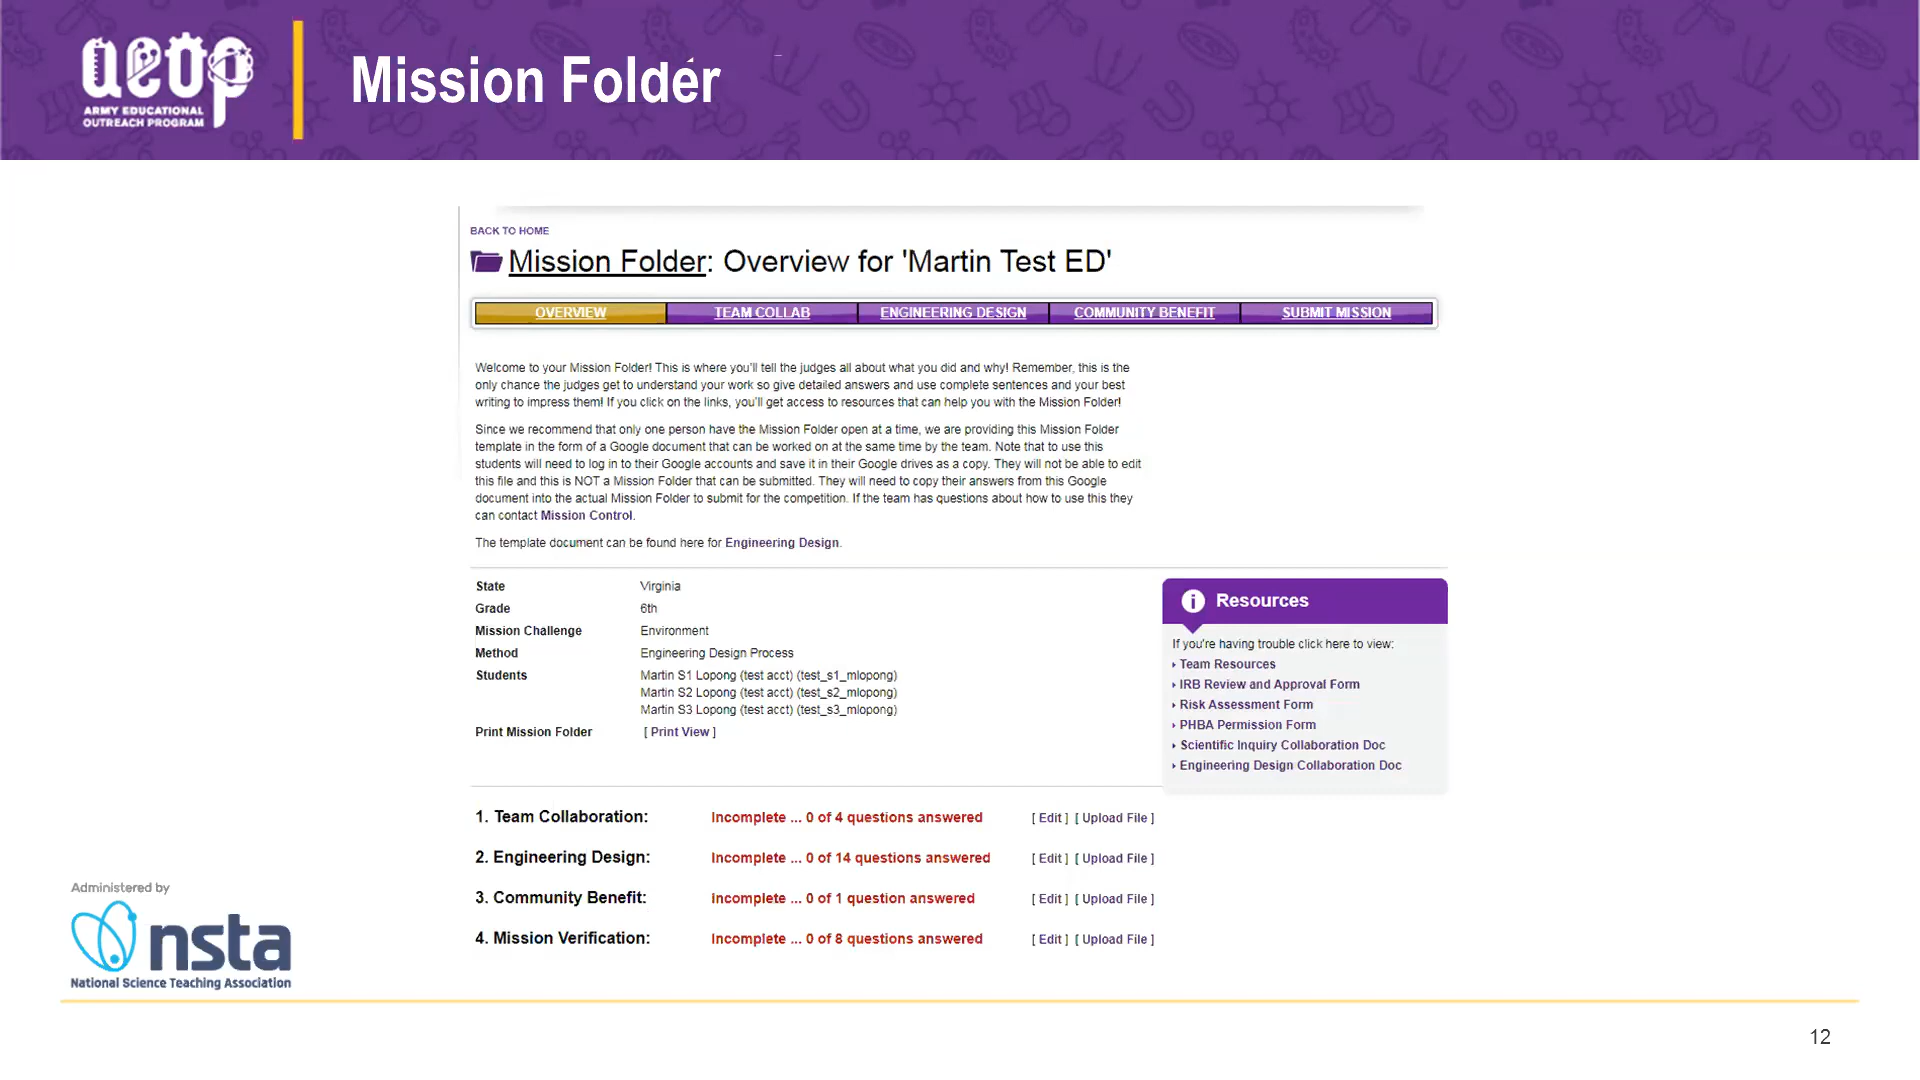 aeop
ARMY EDUCATIONAL
OUTREACH PROGRAM
Mission Folder
BACK TO HOME
Mission Folder: Overview for 'Martin Test ED'
OVERVIEW TEAM COLLAB ENGINEERING DESIGN COMMUNITY BENEFIT SUBMIT MISSION
Welcome to your Mission Folder! This is where you'll tell the judges all about what you did and why! Remember, this is the
only chance the judges get to understand your work so give detailed answers and use complete sentences and your best
writing to impress them! If you click on the links, you'll get access to resources that can help you with the Mission Folder!
Since we recommend that only one person have the Mission Folder open at a time, we are providing this Mission Folder
template in the form of a Google document that can be worked on at the same time by the team. Note that to use this
students will need to log in to their Google accounts and save it in their Google drives as a copy. They will not be able to edit
this file and this is NOT a Mission Folder that can be submitted. They will need to copy their answers from this Google
document into the actual Mission Folder to submit for the competition. If the team has questions about how to use this they
can contact Mission Control.
The template document can be found here for Engineering Design.
State Virginia
Grade 6th
Mission Challenge Environment
Method Engineering Design Process
Students Martin S1 Lopong (test acct) (test_s1_mlopong)
Martin S2 Lopong (test acct) (test_s2_mlopong)
Martin S3 Lopong (test acct) (test_s3_mlopong)
Print Mission Folder [ Print View ]
Resources
If you're having trouble click here to view:
Team Resources
IRB Review and Approval Form
Risk Assessment Form
PHBA Permission Form
Scientific Inquiry Collaboration Doc
Engineering Design Collaboration Doc
1. Team Collaboration: Incomplete ... 0 of 4 questions answered [ Edit ] [ Upload File ]
2. Engineering Design: Incomplete ... 0 of 14 questions answered [ Edit ] [ Upload File ]
3. Community Benefit: Incomplete ... 0 of 1 question answered [ Edit ] [ Upload File ]
4. Mission Verification: Incomplete ... 0 of 8 questions answered [ Edit ] [ Upload File ]
Administered by
nsta
National Science Teaching Association
12